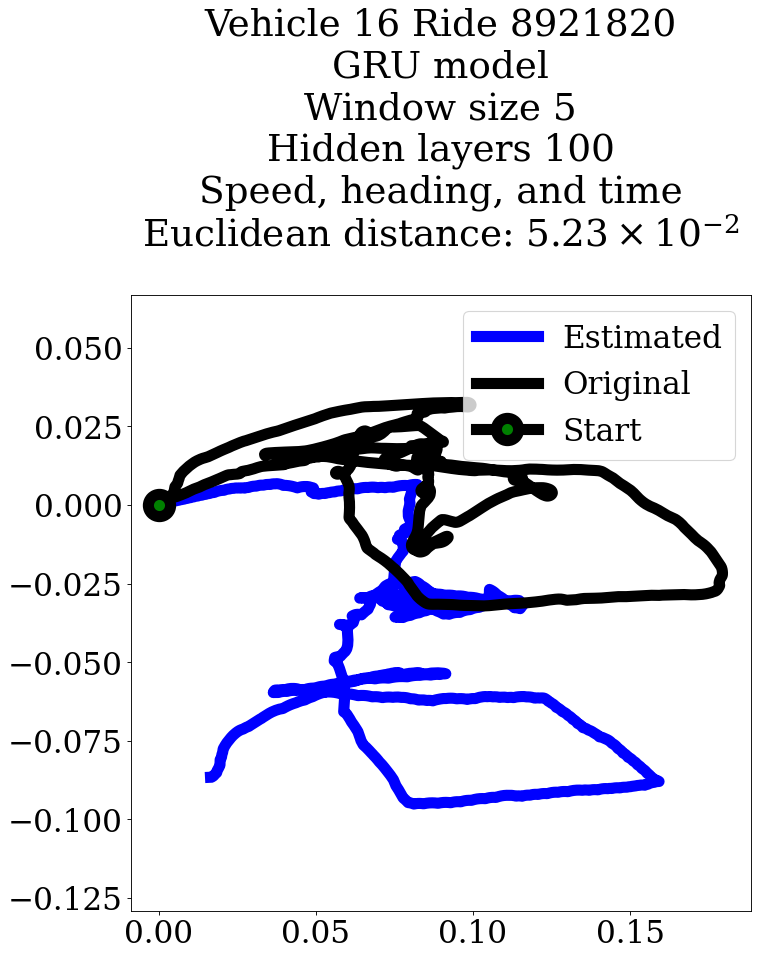 Vehicle 16 Ride 8921820
GRU model
Window size 5
Hidden layers 100
Speed, heading, and time
Euclidean distance: 5.23 × 10⁻²
Estimated
Original
Start
0.050
0.025
0.000
−0.025
−0.050
−0.075
−0.100
−0.125
0.00 0.05 0.10 0.15